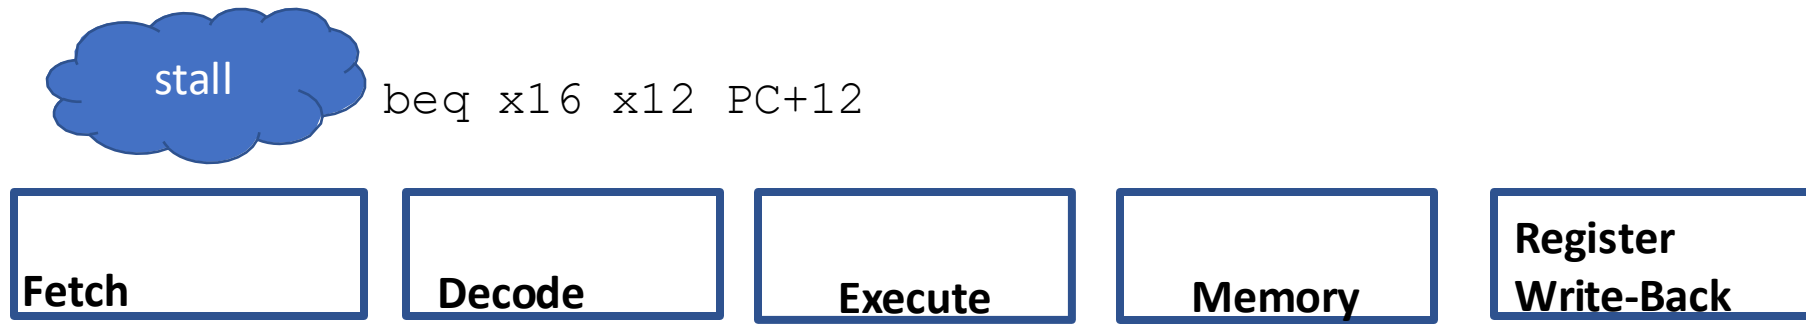 stall
beq x16 x12 PC+12
Fetch
Decode
Execute
Memory
Register
Write-Back